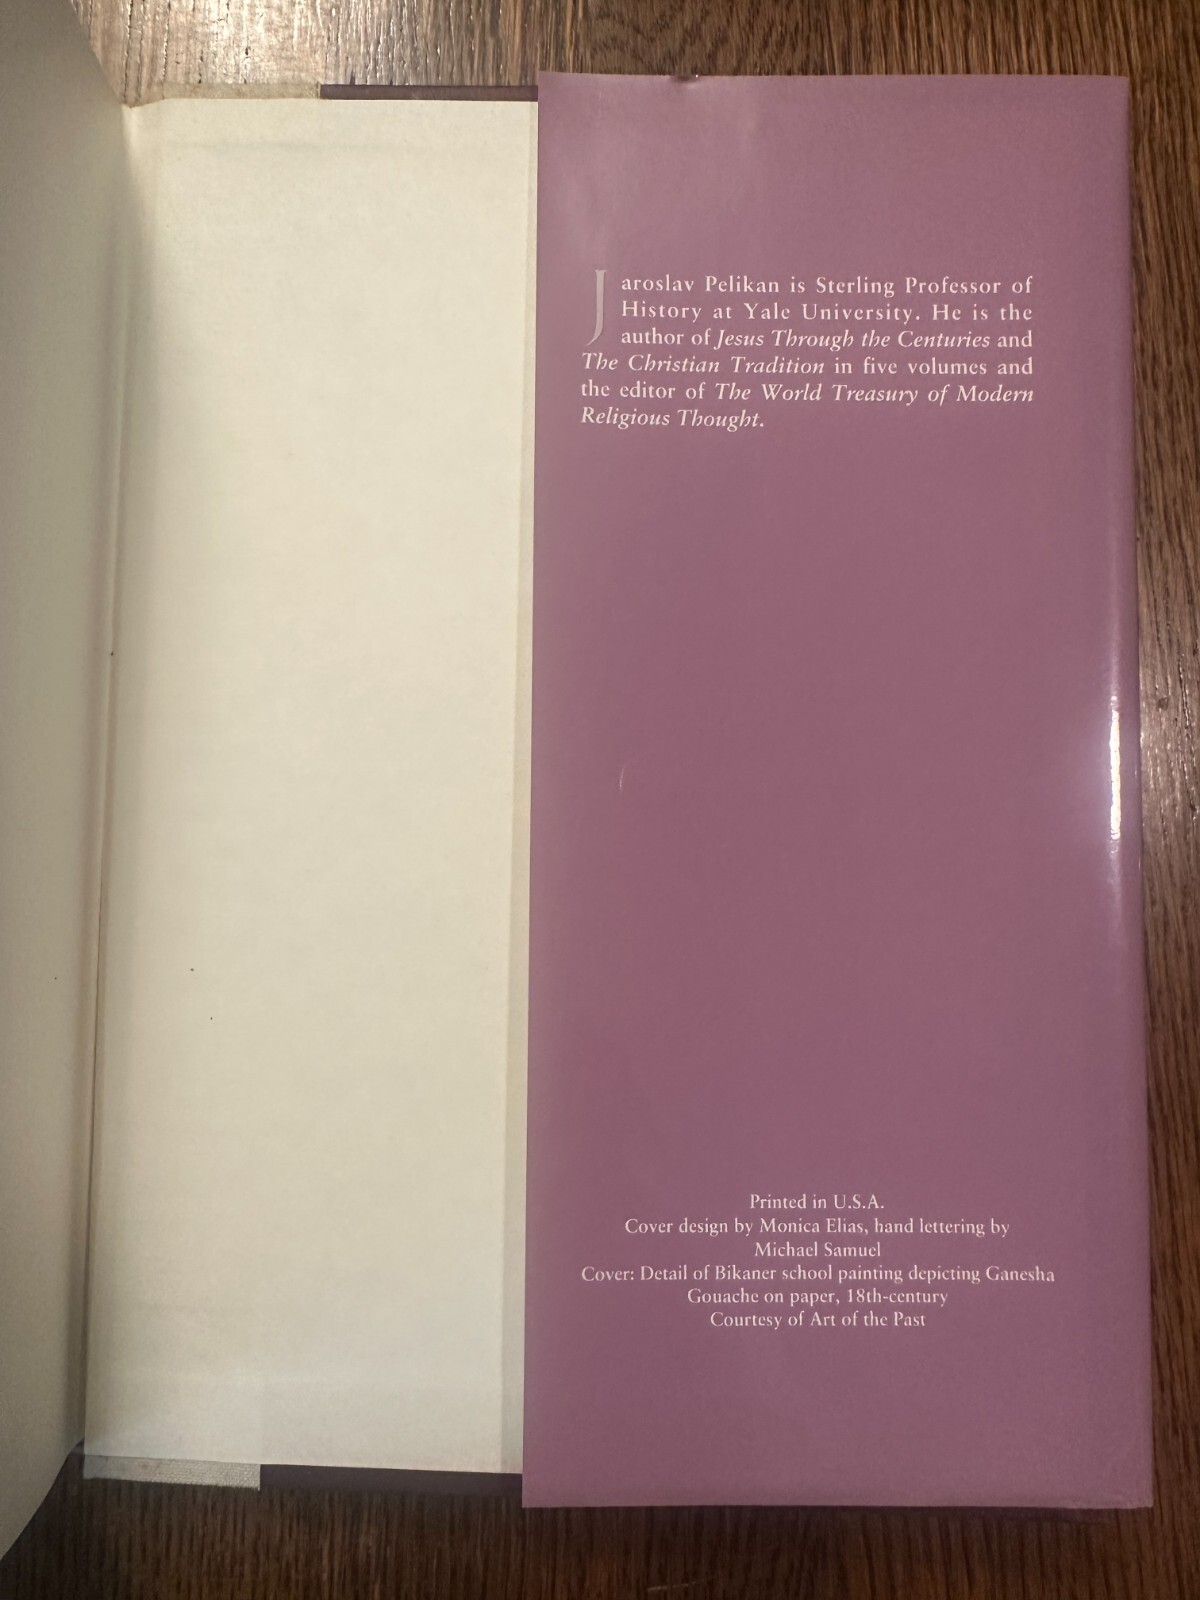 Jaroslav Pelikan is Sterling Professor of
History at Yale University. He is the
author of Jesus Through the Centuries and
The Christian Tradition in five volumes and
the editor of The World Treasury of Modern
Religious Thought.
Printed in U.S.A.
Cover design by Monica Elias, hand lettering by
Michael Samuel
Cover: Detail of Bikaner school painting depicting Ganesha
Gouache on paper, 18th-century
Courtesy of Art of the Past